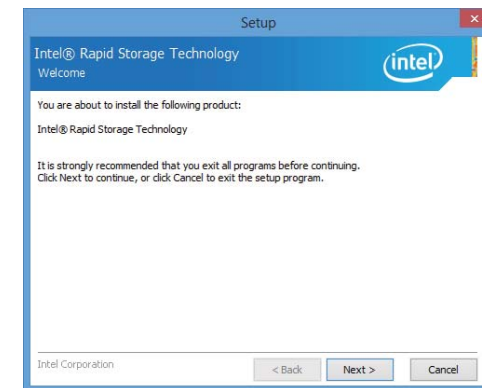 Setup
Intel® Rapid Storage Technology
Welcome
intel
You are about to install the following product:
Intel® Rapid Storage Technology
It is strongly recommended that you exit all programs before continuing.
Click Next to continue, or click Cancel to exit the setup program.
Intel Corporation
< Back Next > Cancel